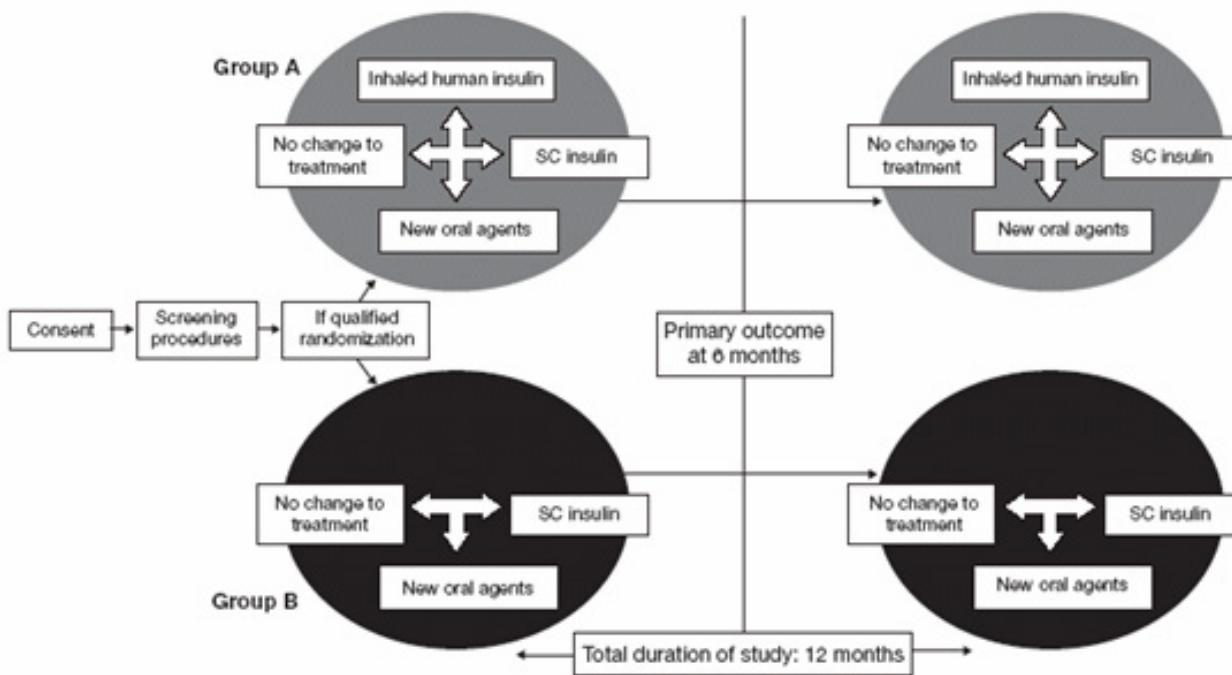 Group A
Inhaled human insulin
No change to
treatment
SC insulin
New oral agents
Inhaled human insulin
No change to
treatment
SC insulin
New oral agents
Consent
Screening
procedures
If qualified
randomization
Primary outcome
at 6 months
No change to
treatment
SC insulin
New oral agents
Group B
No change to
treatment
SC insulin
New oral agents
Total duration of study: 12 months